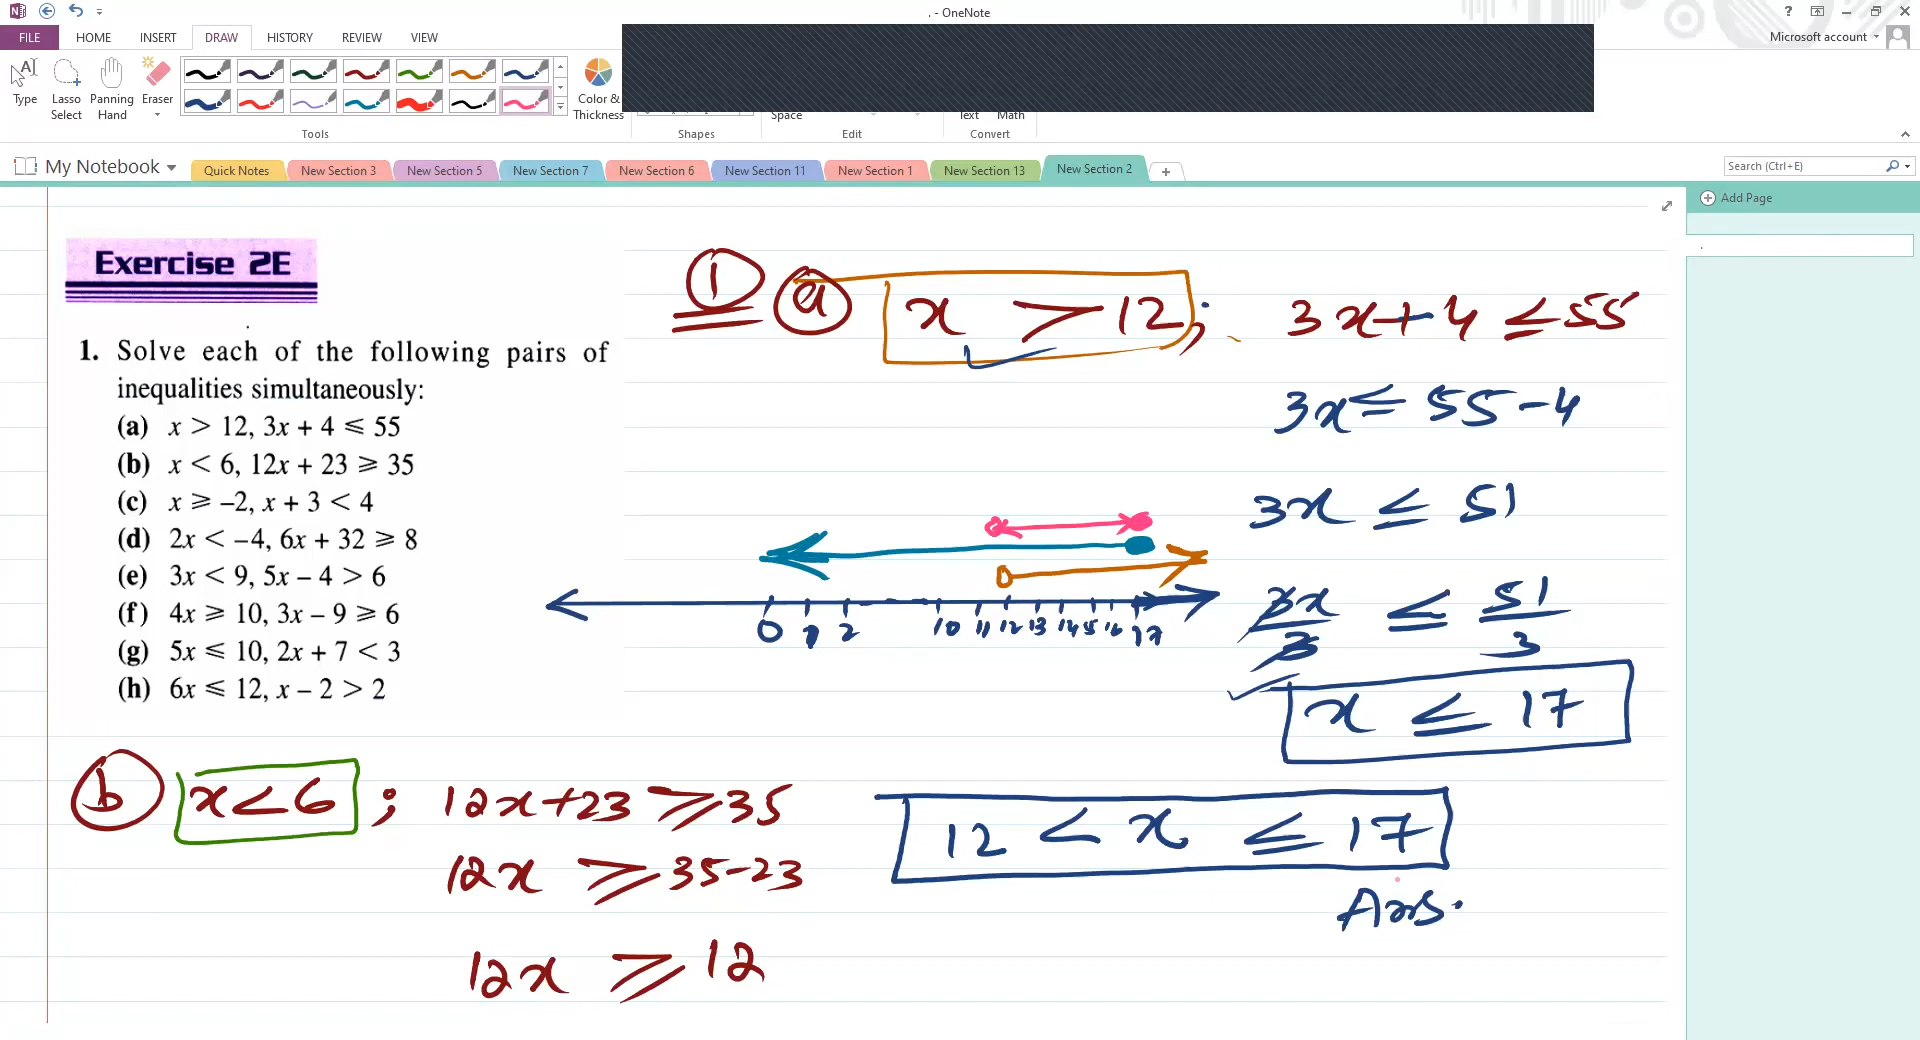 . - OneNote
?
Microsoft account
FILE HOME INSERT DRAW HISTORY REVIEW VIEW
Type
Lasso Select
Panning Hand
Eraser
Color & Thickness
Space
Text Math
Tools Shapes Edit Convert
My Notebook
Quick Notes New Section 3 New Section 5 New Section 7 New Section 6 New Section 11 New Section 1 New Section 13 New Section 2 +
Search (Ctrl+E)
Add Page
Exercise 2E
1. Solve each of the following pairs of
inequalities simultaneously:
(a) x > 12, 3x + 4 ⩽ 55
(b) x < 6, 12x + 23 ⩾ 35
(c) x ⩾ –2, x + 3 < 4
(d) 2x < –4, 6x + 32 ⩾ 8
(e) 3x < 9, 5x – 4 > 6
(f) 4x ⩾ 10, 3x – 9 ⩾ 6
(g) 5x ⩽ 10, 2x + 7 < 3
(h) 6x ⩽ 12, x – 2 > 2
1 a x > 12 ; 3x+4 ≤ 55
3x ≤ 55-4
3x ≤ 51
3x/3 ≤ 51/3
x ≤ 17
0 1 2 10 11 12 13 14 15 16 17
12 < x ≤ 17
Ans.
b x < 6 ; 12x+23 ≥ 35
12x ≥ 35-23
12x ≥ 12